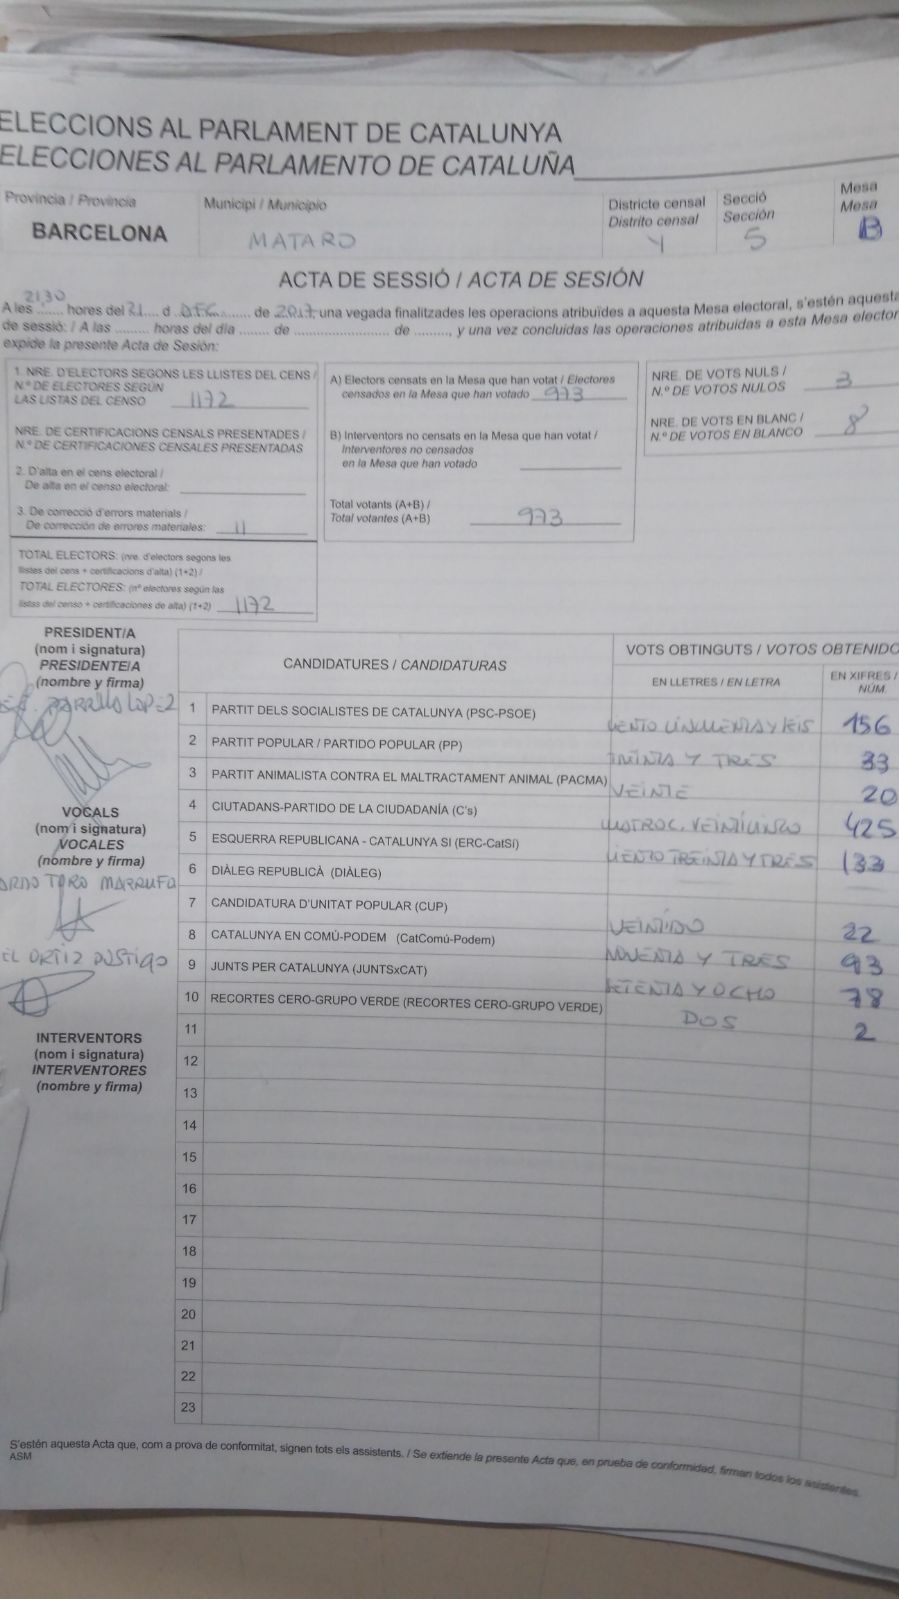 ELECCIONS AL PARLAMENT DE CATALUNYA
ELECCIONES AL PARLAMENTO DE CATALUÑA
Provincia / Provincia
BARCELONA
Municipi / Municipio
MATARO
Districte censal
Distrito censal
4
Secció
Sección
5
Mesa
Mesa
B
ACTA DE SESSIÓ / ACTA DE SESIÓN
A les 21,30 hores del 21 d DEC. de 2017, una vegada finalitzades les operacions atribuïdes a aquesta Mesa electoral, s'estén aquesta
de sessió: / A las ......... horas del día ....... de ...................... de ......., y una vez concluidas las operaciones atribuidas a esta Mesa elector
expide la presente Acta de Sesión:
1. NRE. D'ELECTORS SEGONS LES LLISTES DEL CENS /
N.º DE ELECTORES SEGÚN
LAS LISTAS DEL CENSO 1172
NRE. DE CERTIFICACIONS CENSALS PRESENTADES /
N.º DE CERTIFICACIONES CENSALES PRESENTADAS
2. D'alta en el cens electoral /
De alta en el censo electoral:
3. De correcció d'errors materials /
De corrección de errores materiales: 11
TOTAL ELECTORS: (nre. d'electors segons les
llistes del cens + certificacions d'alta) (1+2) /
TOTAL ELECTORES: (nº electores según las
listas del censo + certificaciones de alta) (1+2) 1172
A) Electors censats en la Mesa que han votat / Electores
censados en la Mesa que han votado 973
B) Interventors no censats en la Mesa que han votat /
Interventores no censados
en la Mesa que han votado
Total votants (A+B) /
Total votantes (A+B) 973
NRE. DE VOTS NULS /
N.º DE VOTOS NULOS 3
NRE. DE VOTS EN BLANC /
N.º DE VOTOS EN BLANCO 8
PRESIDENT/A
(nom i signatura)
PRESIDENTE/A
(nombre y firma)
LOPEZ
VOCALS
(nom i signatura)
VOCALES
(nombre y firma)
TORO MARRUFO
EL ORTIZ
INTERVENTORS
(nom i signatura)
INTERVENTORES
(nombre y firma)
CANDIDATURES / CANDIDATURAS
VOTS OBTINGUTS / VOTOS OBTENIDO
EN LLETRES / EN LETRA
EN XIFRES /
NÚM.
1 PARTIT DELS SOCIALISTES DE CATALUNYA (PSC-PSOE) 156
2 PARTIT POPULAR / PARTIDO POPULAR (PP) Y TRES 33
3 PARTIT ANIMALISTA CONTRA EL MALTRACTAMENT ANIMAL (PACMA) VEINTE 20
4 CIUTADANS-PARTIDO DE LA CIUDADANÍA (C's) VEINTICINCO 425
5 ESQUERRA REPUBLICANA - CATALUNYA SI (ERC-CatSí) CIENTO TREINTA Y TRES 133
6 DIÀLEG REPUBLICÀ (DIÀLEG)
7 CANDIDATURA D'UNITAT POPULAR (CUP) VEINTIDO 22
8 CATALUNYA EN COMÚ-PODEM (CatComú-Podem) NOVENTA Y TRES 93
9 JUNTS PER CATALUNYA (JUNTSxCAT) SETENTA Y OCHO 78
10 RECORTES CERO-GRUPO VERDE (RECORTES CERO-GRUPO VERDE) DOS 2
11
12
13
14
15
16
17
18
19
20
21
22
23
S'estén aquesta Acta que, com a prova de conformitat, signen tots els assistents. / Se extiende la presente Acta que, en prueba de conformidad, firman todos los asistentes.
ASM